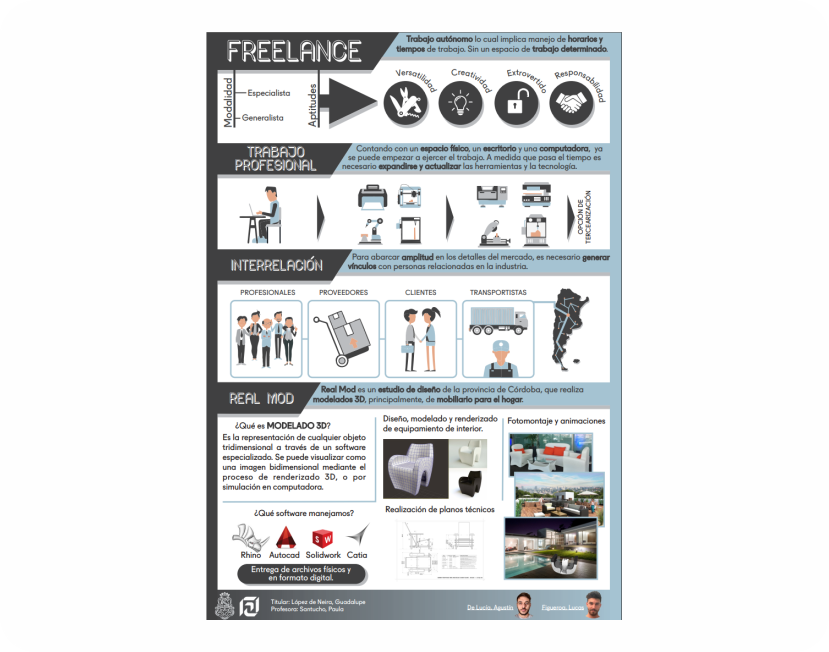 FREELANCE
Trabajo autónomo lo cual implica manejo de horarios y
tiempos de trabajo. Sin un espacio de trabajo determinado.
Modalidad
Especialista
Generalista
Aptitudes
Versatilidad
Creatividad
Extrovertido
Responsabilidad
TRABAJO
PROFESIONAL
Contando con un espacio físico, un escritorio y una computadora, ya
se puede empezar a ejercer el trabajo. A medida que pasa el tiempo es
necesario expandirse y actualizar las herramientas y la tecnología.
OPCIÓN DE
TERCEARIZACIÓN
INTERRELACIÓN
Para abarcar amplitud en los detalles del mercado, es necesario generar
vínculos con personas relacionadas en la industria.
PROFESIONALES
PROVEEDORES
CLIENTES
TRANSPORTISTAS
REAL MOD
Real Mod es un estudio de diseño de la provincia de Córdoba, que realiza
modelados 3D, principalmente, de mobiliario para el hogar.
¿Qué es MODELADO 3D?
Es la representación de cualquier objeto
tridimensional a través de un software
especializado. Se puede visualizar como
una imagen bidimensional mediante el
proceso de renderizado 3D, o por
simulación en computadora.
¿Qué software manejamos?
Rhino
Autocad
SW
Solidwork
Catia
Entrega de archivos físicos y
en formato digital.
Diseño, modelado y renderizado
de equipamiento de interior.
Realización de planos técnicos
Fotomontaje y animaciones
Titular: López de Neira, Guadalupe
Profesora: Santucho, Paula
De Lucía, Agustín
Figueroa, Lucas